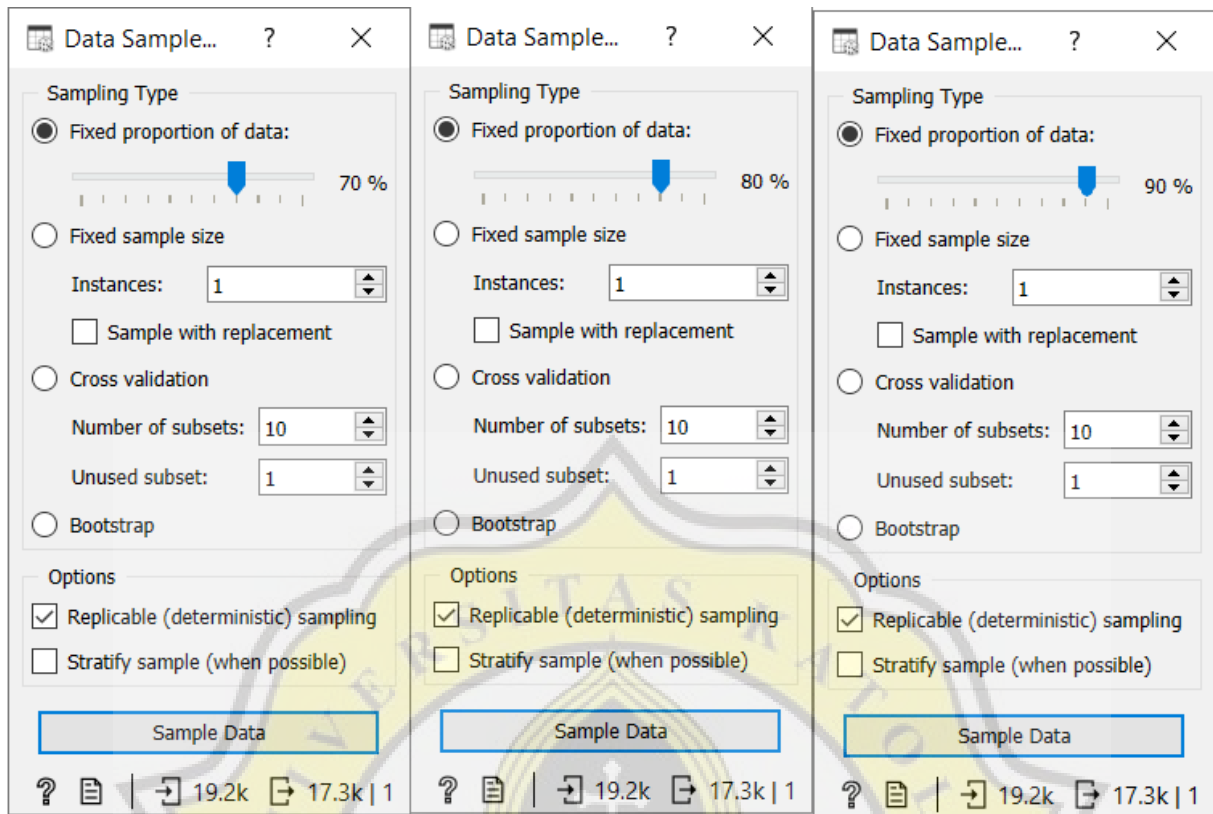 Data Sample... ?
Sampling Type
Fixed proportion of data:
70 %
Fixed sample size
Instances: 1
Sample with replacement
Cross validation
Number of subsets: 10
Unused subset: 1
Bootstrap
Options
Replicable (deterministic) sampling
Stratify sample (when possible)
Sample Data
? 19.2k 17.3k | 1
Data Sample... ?
Sampling Type
Fixed proportion of data:
80 %
Fixed sample size
Instances: 1
Sample with replacement
Cross validation
Number of subsets: 10
Unused subset: 1
Bootstrap
Options
Replicable (deterministic) sampling
Stratify sample (when possible)
Sample Data
? 19.2k 17.3k | 1
Data Sample... ?
Sampling Type
Fixed proportion of data:
90 %
Fixed sample size
Instances: 1
Sample with replacement
Cross validation
Number of subsets: 10
Unused subset: 1
Bootstrap
Options
Replicable (deterministic) sampling
Stratify sample (when possible)
Sample Data
? 19.2k 17.3k | 1